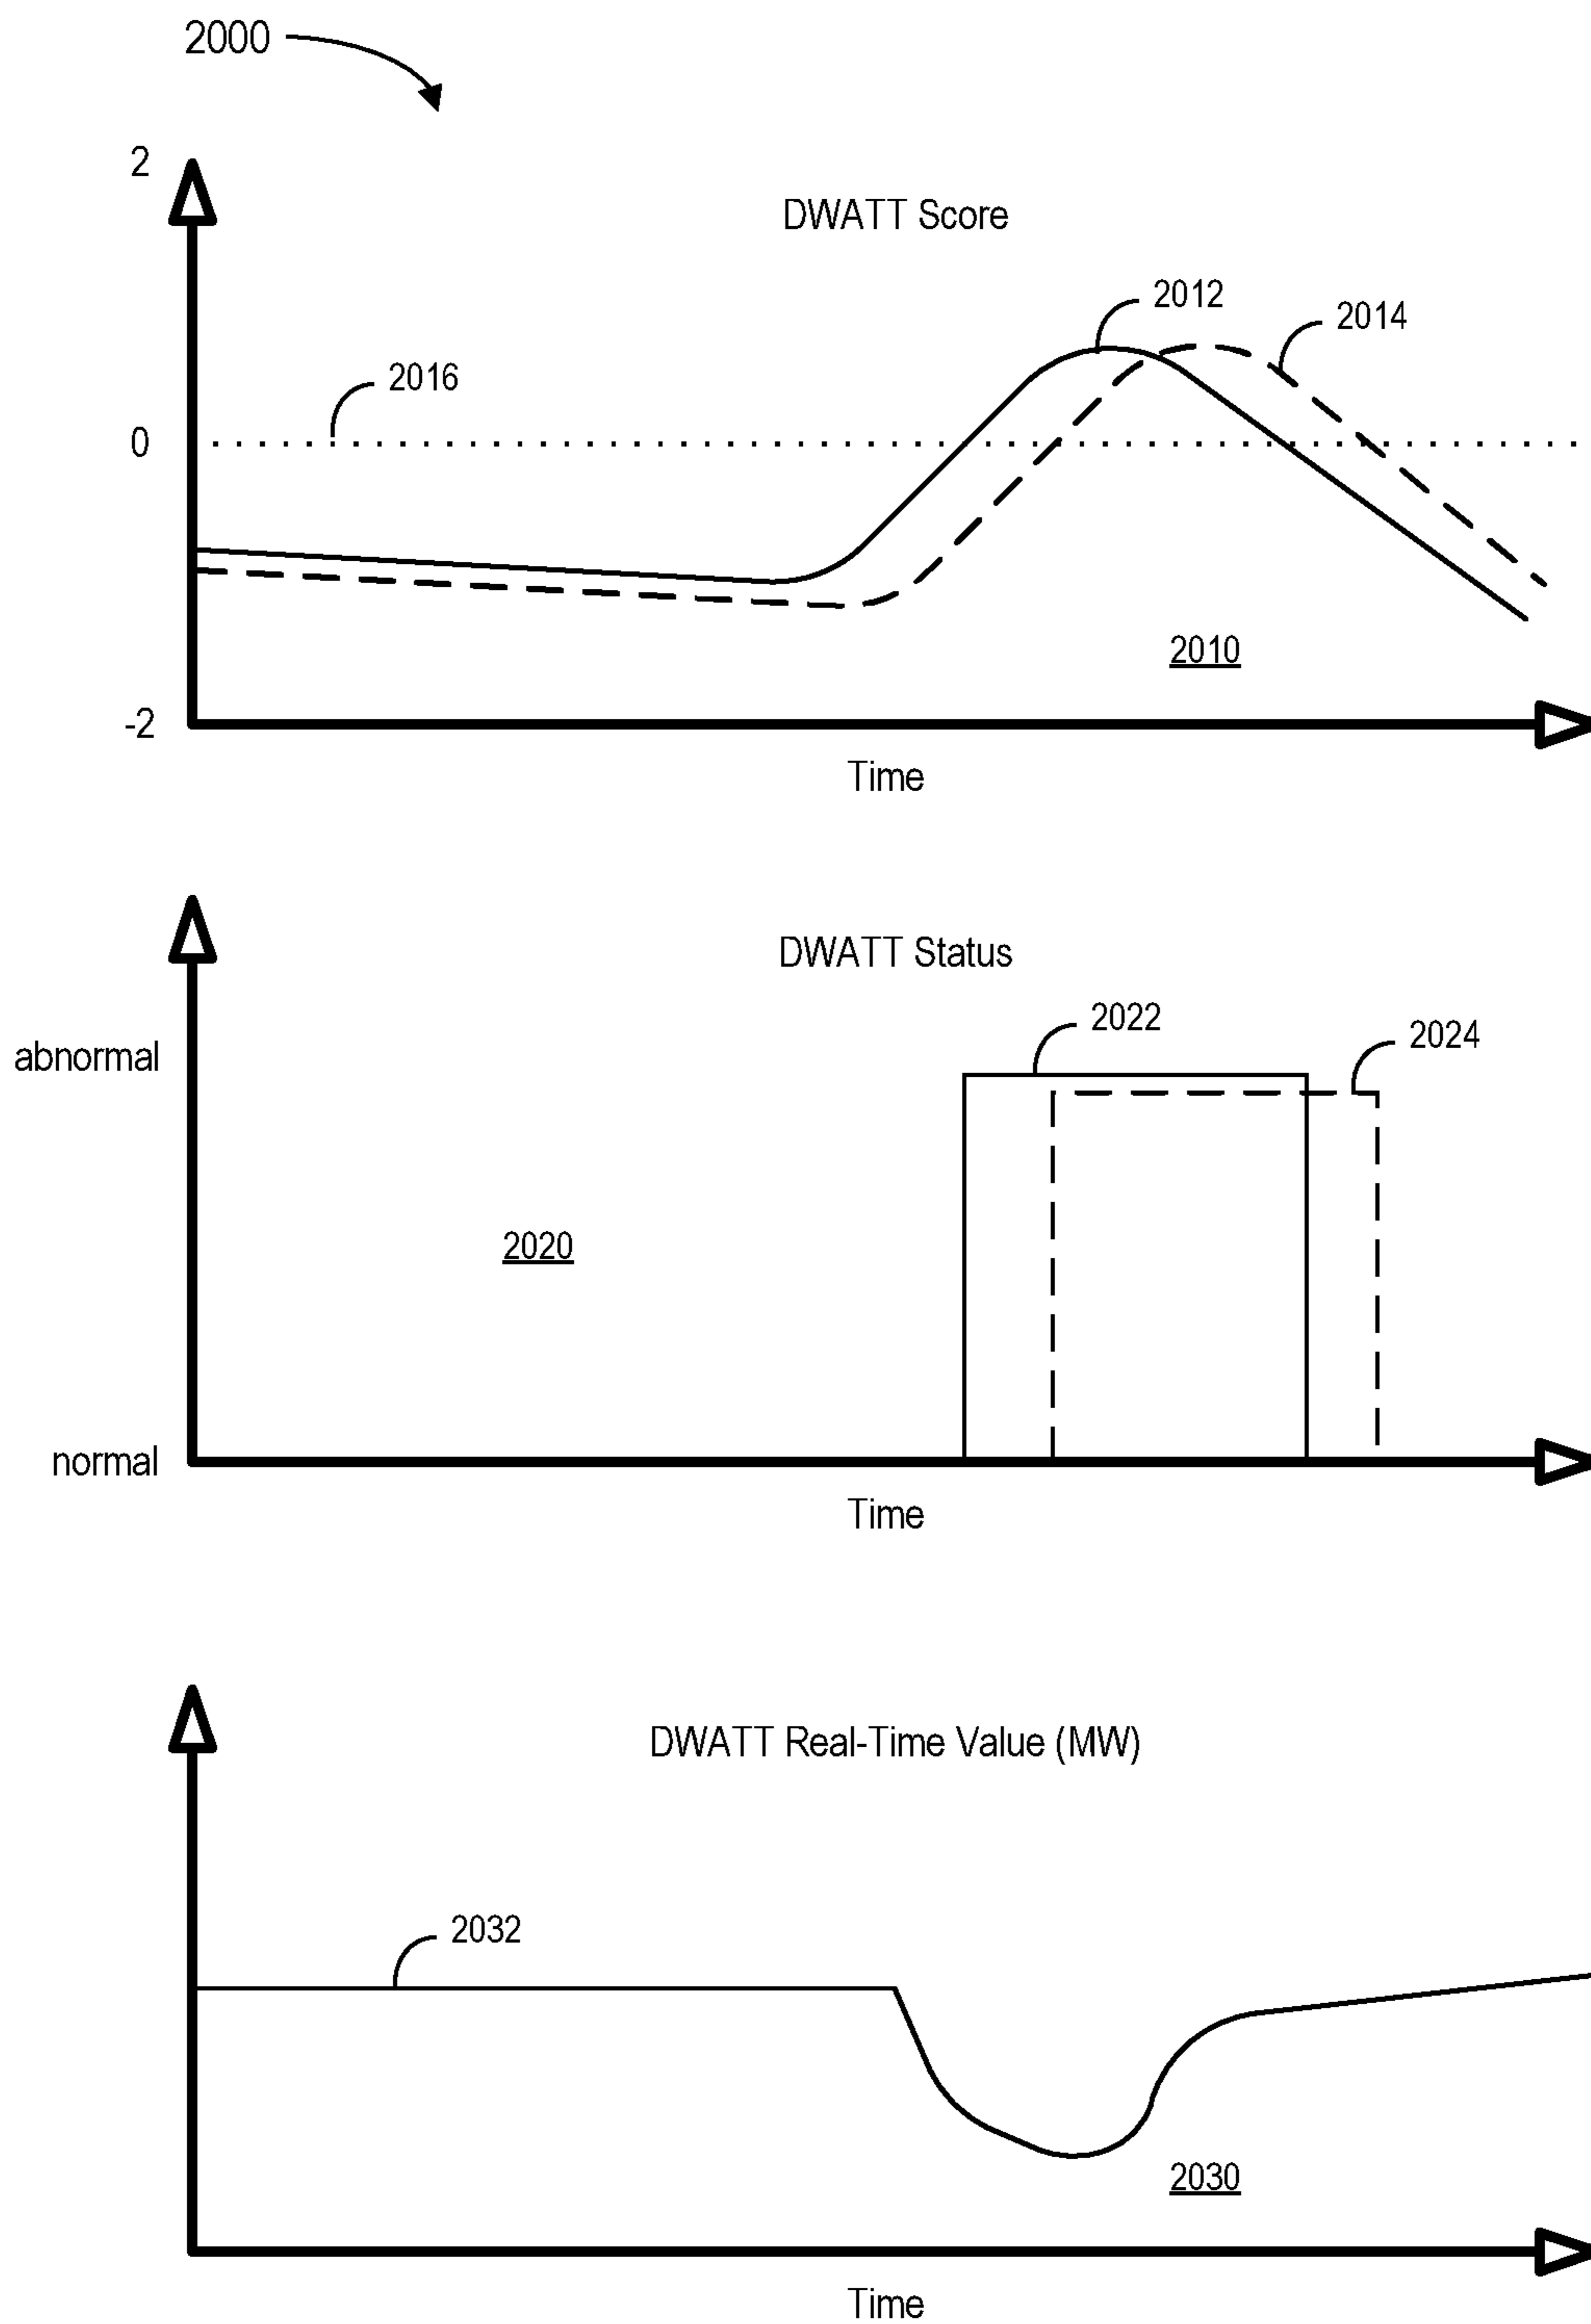 2000
2
DWATT Score
2012
2014
2016
0
2010
-2
Time
DWATT Status
2022
2024
abnormal
2020
normal
Time
DWATT Real-Time Value (MW)
2032
2030
Time